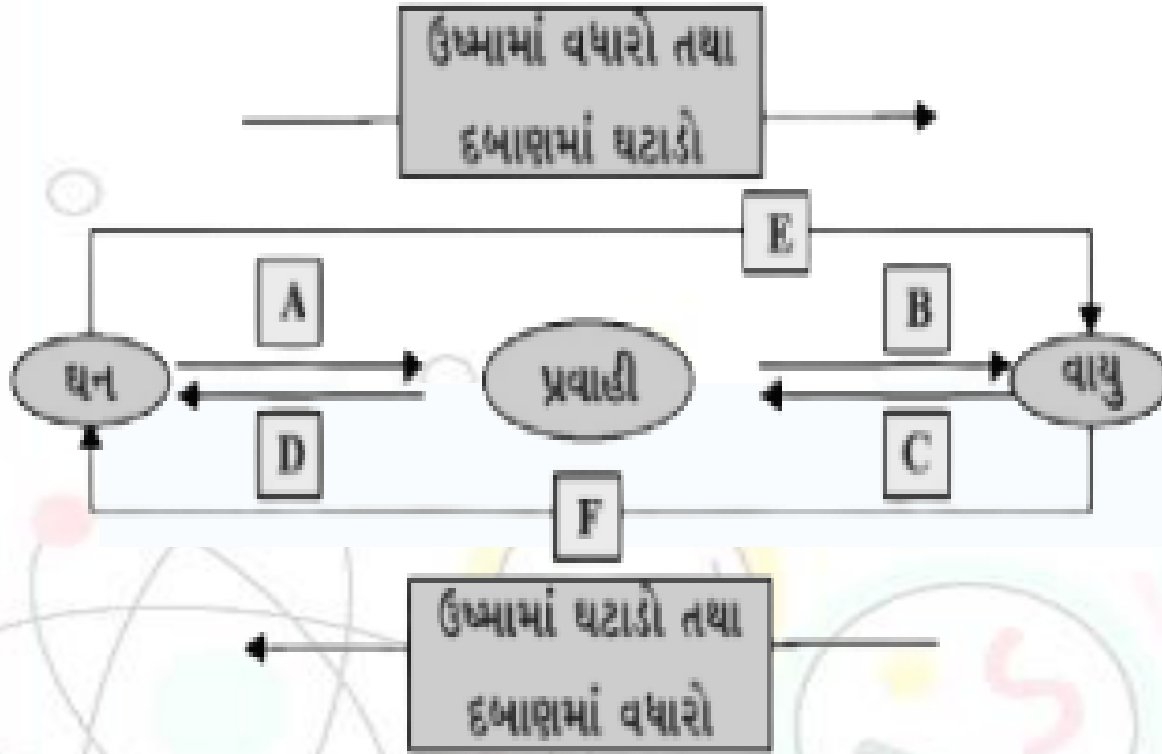 ઉષ્મામાં વધારો તથા
દબાણમાં ઘટાડો
E
A
B
ઘન
પ્રવાહી
વાયુ
D
C
F
ઉષ્મામાં ઘટાડો તથા
દબાણમાં વધારો